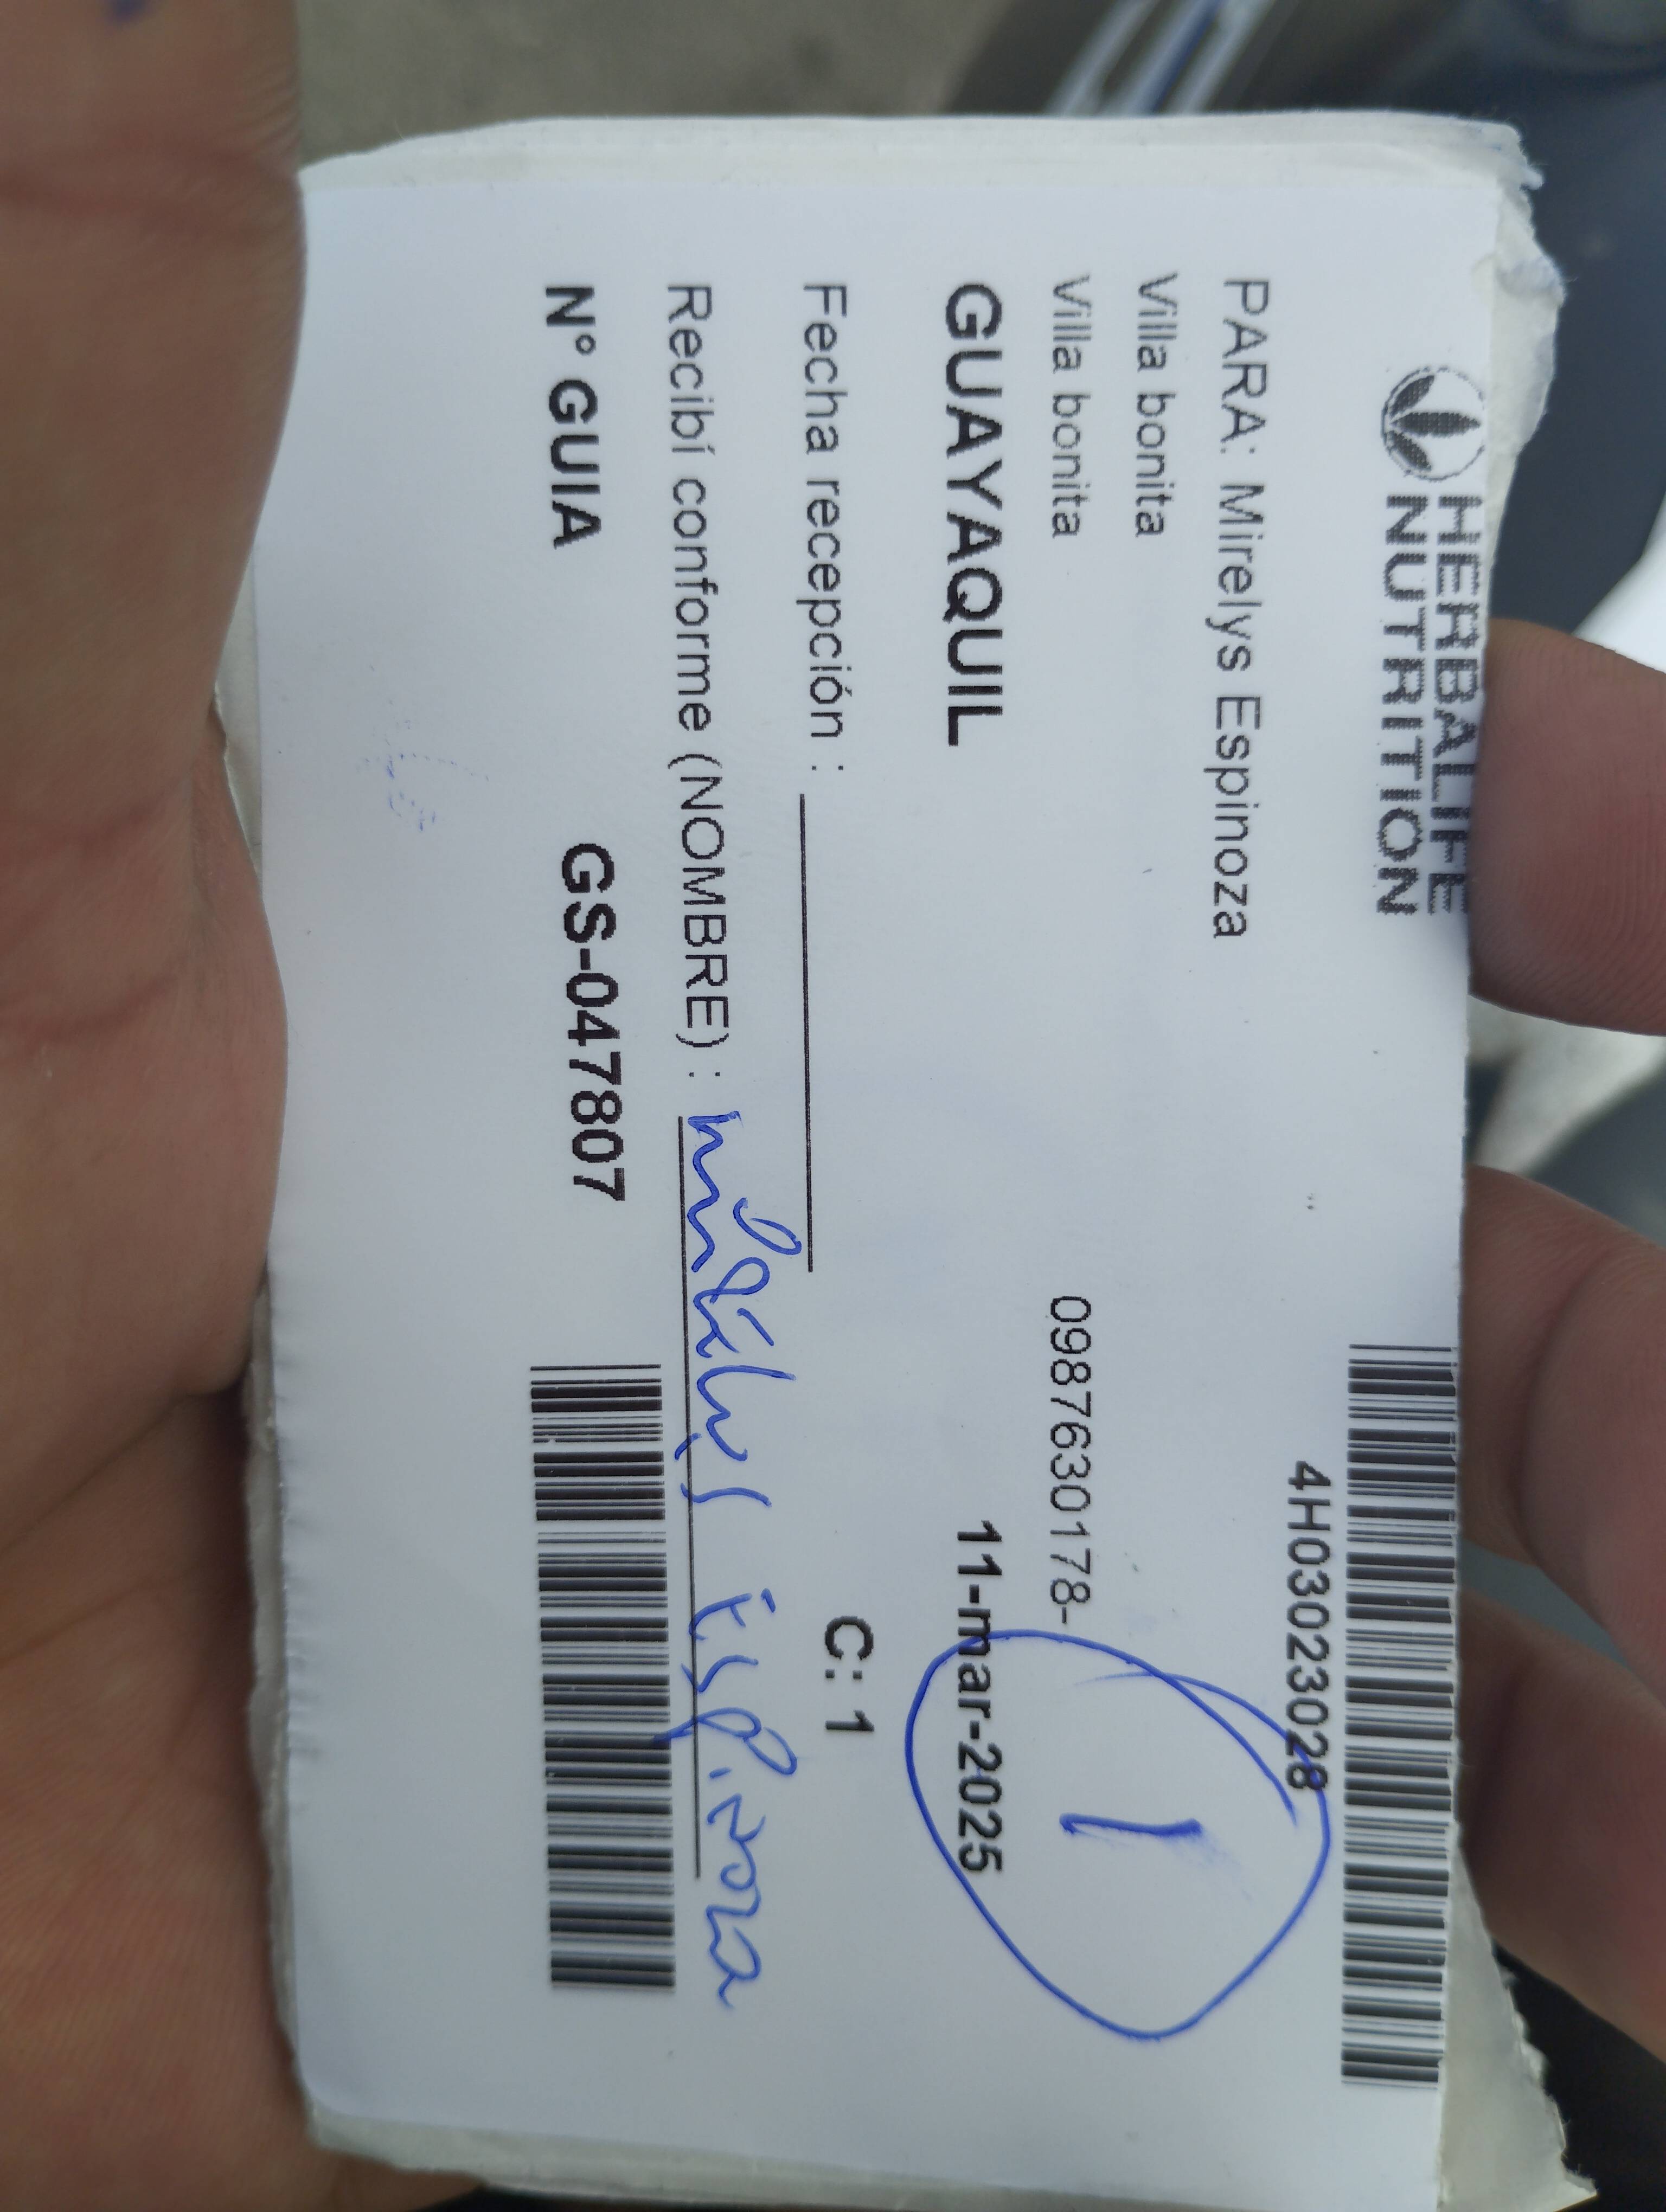 HERBALIFE
NUTRITION
4H03023028
PARA: Mirelys Espinoza
Villa bonita
Villa bonita 0987630178-
1
GUAYAQUIL 11-mar-2025
C: 1
Fecha recepción :
Recibí conforme (NOMBRE) : Mirelys Espinoza
N° GUIA GS-047807